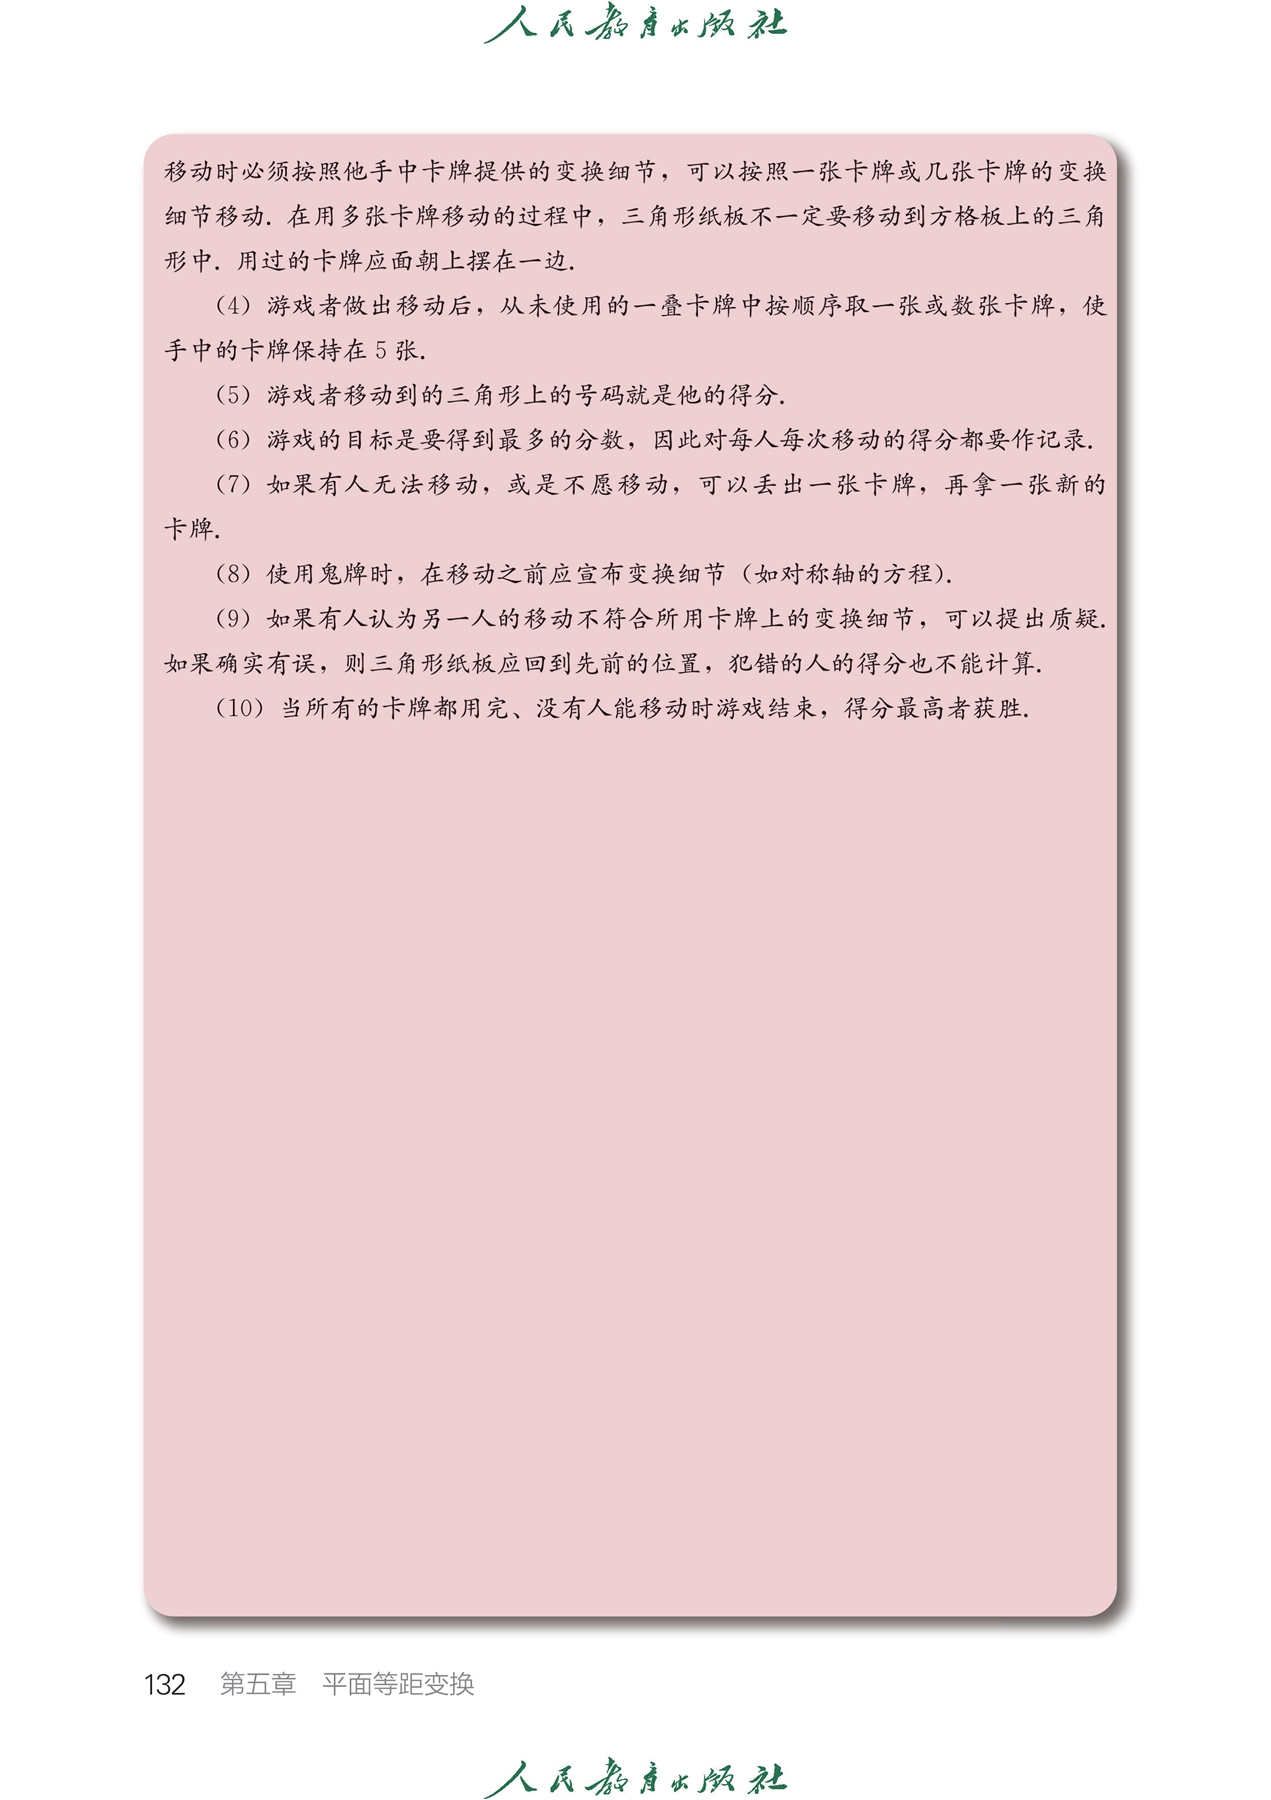 人民教育出版社
移动时必须按照他手中卡牌提供的变换细节，可以按照一张卡牌或几张卡牌的变换
细节移动. 在用多张卡牌移动的过程中，三角形纸板不一定要移动到方格板上的三角
形中. 用过的卡牌应面朝上摆在一边.
（4）游戏者做出移动后，从未使用的一叠卡牌中按顺序取一张或数张卡牌，使
手中的卡牌保持在 5 张.
（5）游戏者移动到的三角形上的号码就是他的得分.
（6）游戏的目标是要得到最多的分数，因此对每人每次移动的得分都要作记录.
（7）如果有人无法移动，或是不愿移动，可以丢出一张卡牌，再拿一张新的
卡牌.
（8）使用鬼牌时，在移动之前应宣布变换细节（如对称轴的方程）.
（9）如果有人认为另一人的移动不符合所用卡牌上的变换细节，可以提出质疑.
如果确实有误，则三角形纸板应回到先前的位置，犯错的人的得分也不能计算.
（10）当所有的卡牌都用完、没有人能移动时游戏结束，得分最高者获胜.
132 第五章 平面等距变换
人民教育出版社